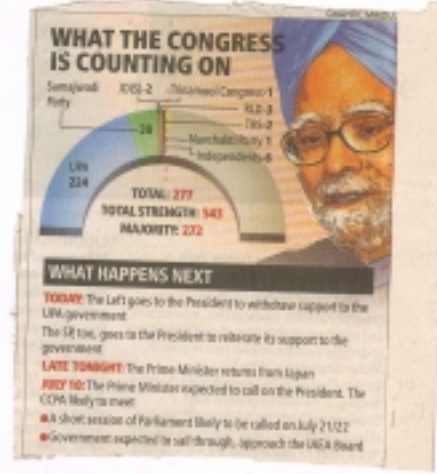 WHAT THE CONGRESS
IS COUNTING ON
Samajwadi
Party
JD(S)-2
Trinamool Congress-1
RLD-3
TRS-2
Party 1
Independents-6
UPA
224
TOTAL: 277
TOTAL STRENGTH: 543
MAJORITY: 272
WHAT HAPPENS NEXT
TODAY: The Left goes to the President to withdraw support to the
UPA government
The SP, too, goes to the President to reiterate its support to the
government
LATE TONIGHT: The Prime Minister returns from Japan
JULY 10: The Prime Minister expected to call on the President. The
CCPA likely to meet
A short session of Parliament likely to be called on July 21/22
Government expected to sail through, approach the IAEA Board